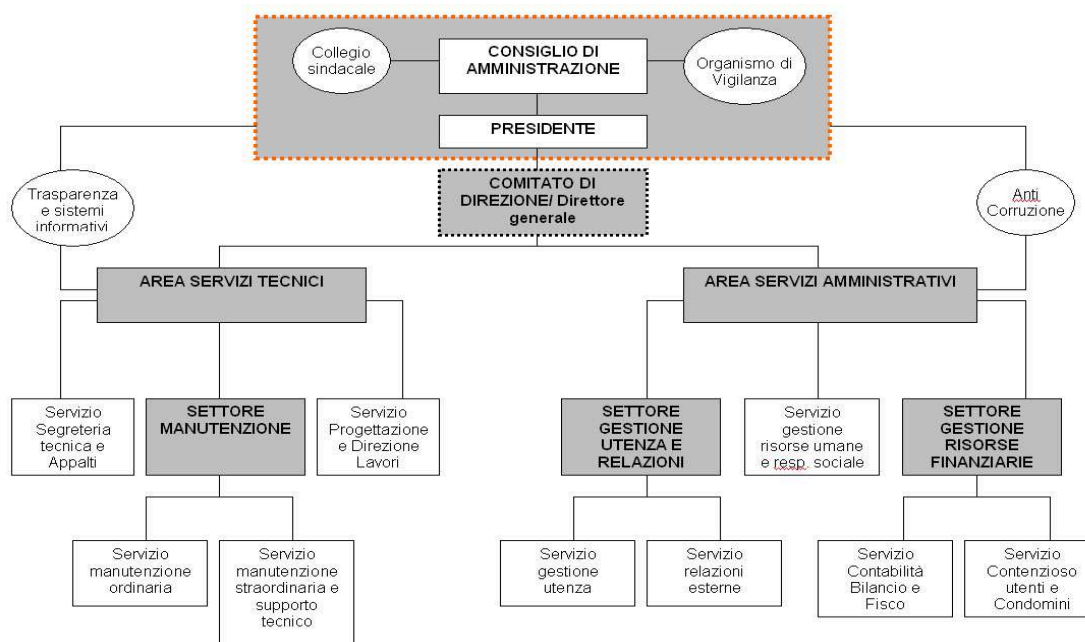 Collegio
sindacale
CONSIGLIO DI
AMMINISTRAZIONE
Organismo di
Vigilanza
PRESIDENTE
Trasparenza
e sistemi
informativi
COMITATO DI
DIREZIONE/ Direttore
generale
Anti
Corruzione
AREA SERVIZI TECNICI
AREA SERVIZI AMMINISTRATIVI
Servizio
Segreteria
tecnica e
Appalti
SETTORE
MANUTENZIONE
Servizio
Progettazione
e Direzione
Lavori
SETTORE
GESTIONE
UTENZA E
RELAZIONI
Servizio
gestione
risorse umane
e resp. sociale
SETTORE
GESTIONE
RISORSE
FINANZIARIE
Servizio
manutenzione
ordinaria
Servizio
manutenzione
straordinaria e
supporto
tecnico
Servizio
gestione
utenza
Servizio
relazioni
esterne
Servizio
Contabilità
Bilancio e
Fisco
Servizio
Contenzioso
utenti e
Condomini